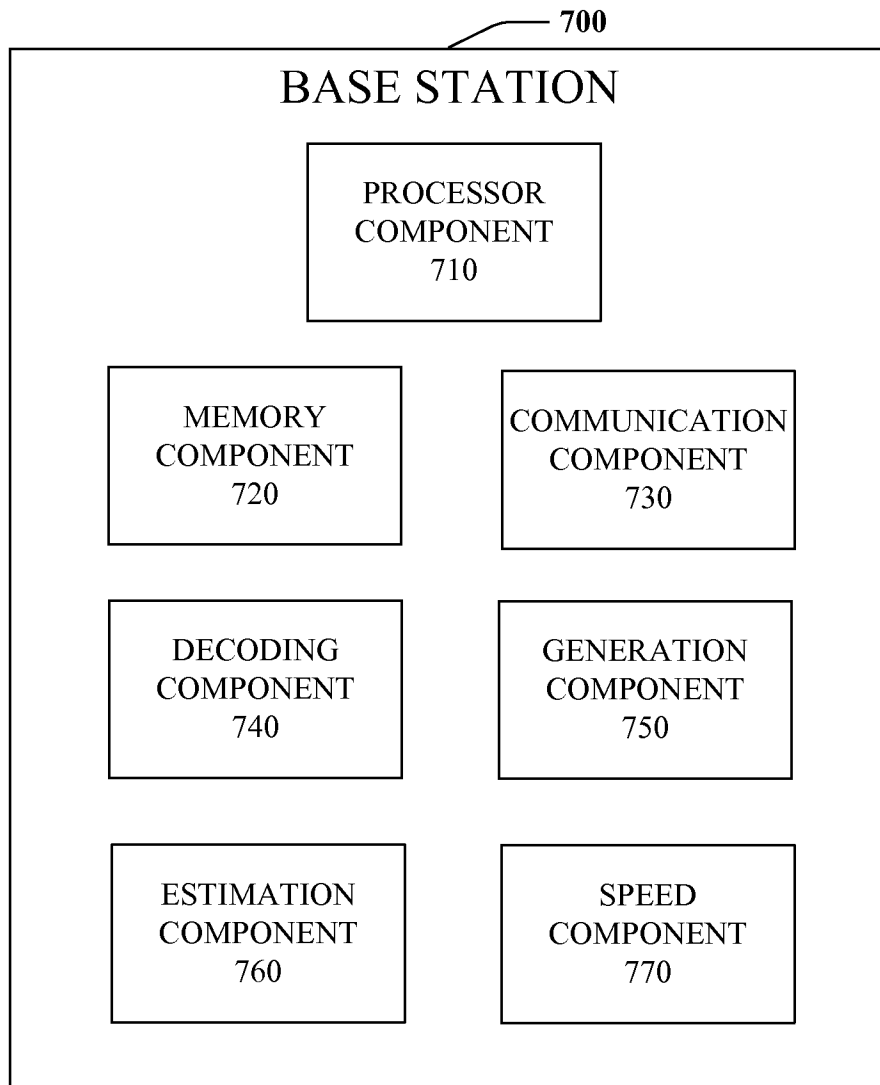 700
BASE STATION
PROCESSOR
COMPONENT
710
MEMORY
COMPONENT
720
COMMUNICATION
COMPONENT
730
DECODING
COMPONENT
740
GENERATION
COMPONENT
750
ESTIMATION
COMPONENT
760
SPEED
COMPONENT
770